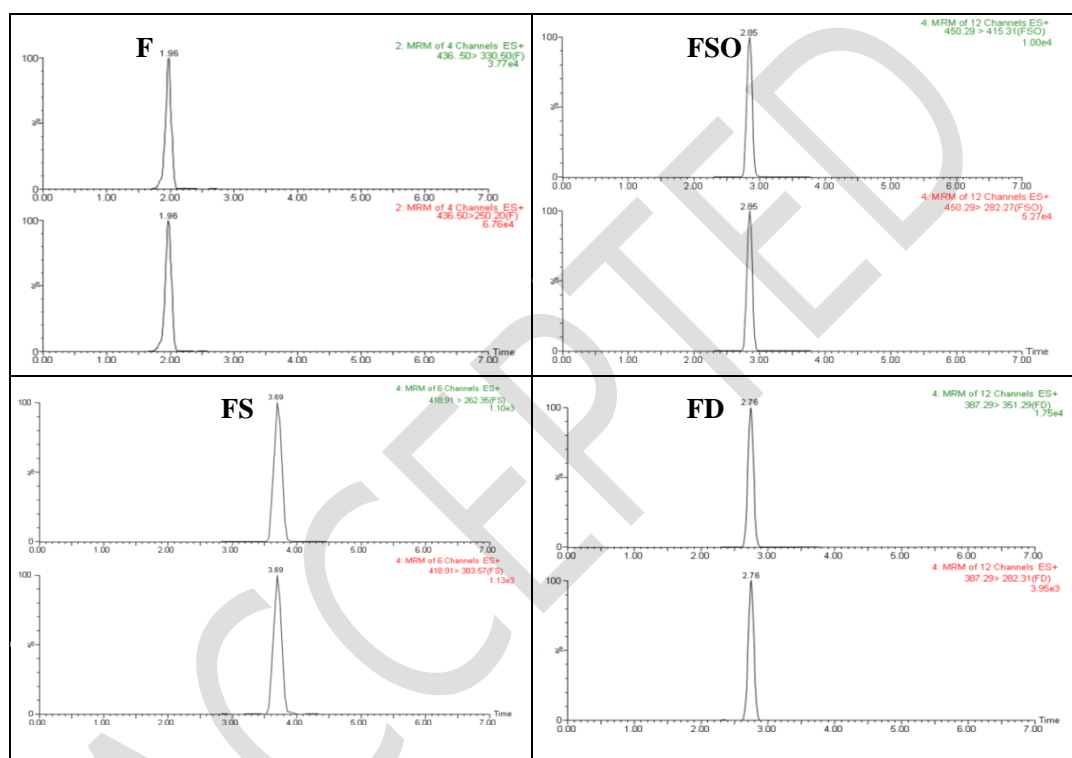 F
2: MRM of 4 Channels ES+
436..50> 330.50(F)
3.77e4
1.96
100
%
0
0.00 1.00 2.00 3.00 4.00 5.00 6.00 7.00
2: MRM of 4 Channels ES+
436.50>250.20(F)
6.76e4
1.96
100
%
0
0.00 1.00 2.00 3.00 4.00 5.00 6.00 7.00 Time
FSO
4: MRM of 12 Channels ES+
450.29 > 415.31(FSO)
1.00e4
2.85
100
%
0
0.00 1.00 2.00 3.00 4.00 5.00 6.00 7.00
4: MRM of 12 Channels ES+
450.29> 282.27(FSO)
5.27e4
2.85
100
%
0
0.00 1.00 2.00 3.00 4.00 5.00 6.00 7.00
FS
4: MRM of 6 Channels ES+
418.91 > 262.35(FS)
1.10e3
3.69
100
%
0
0.00 1.00 2.00 3.00 4.00 5.00 6.00 7.00
4: MRM of 6 Channels ES+
418.91 > 383.57(FS)
1.13e3
3.69
100
%
0
0.00 1.00 2.00 3.00 4.00 5.00 6.00 7.00 Time
FD
4: MRM of 12 Channels ES+
387.29> 351.29(FD)
1.75e4
2.76
100
%
0
0.00 1.00 2.00 3.00 4.00 5.00 6.00 7.00
4: MRM of 12 Channels ES+
387.29> 282.31(FD)
3.95e3
2.76
100
%
0
0.00 1.00 2.00 3.00 4.00 5.00 6.00 7.00 Time
ACCEPTED